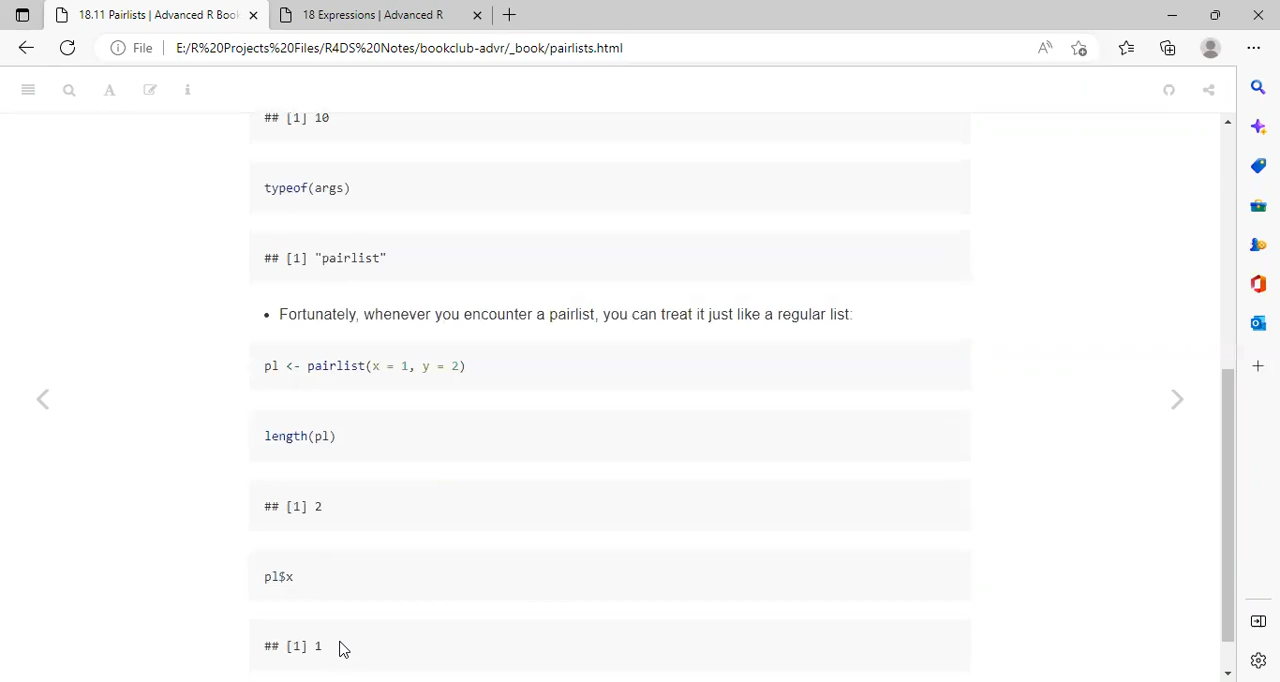 18.11 Pairlists | Advanced R Book
18 Expressions | Advanced R
File
E:/R%20Projects%20Files/R4DS%20Notes/bookclub-advr/_book/pairlists.html
## [1] 10
typeof(args)
## [1] "pairlist"
• Fortunately, whenever you encounter a pairlist, you can treat it just like a regular list:
pl <- pairlist(x = 1, y = 2)
length(pl)
## [1] 2
pl$x
## [1] 1